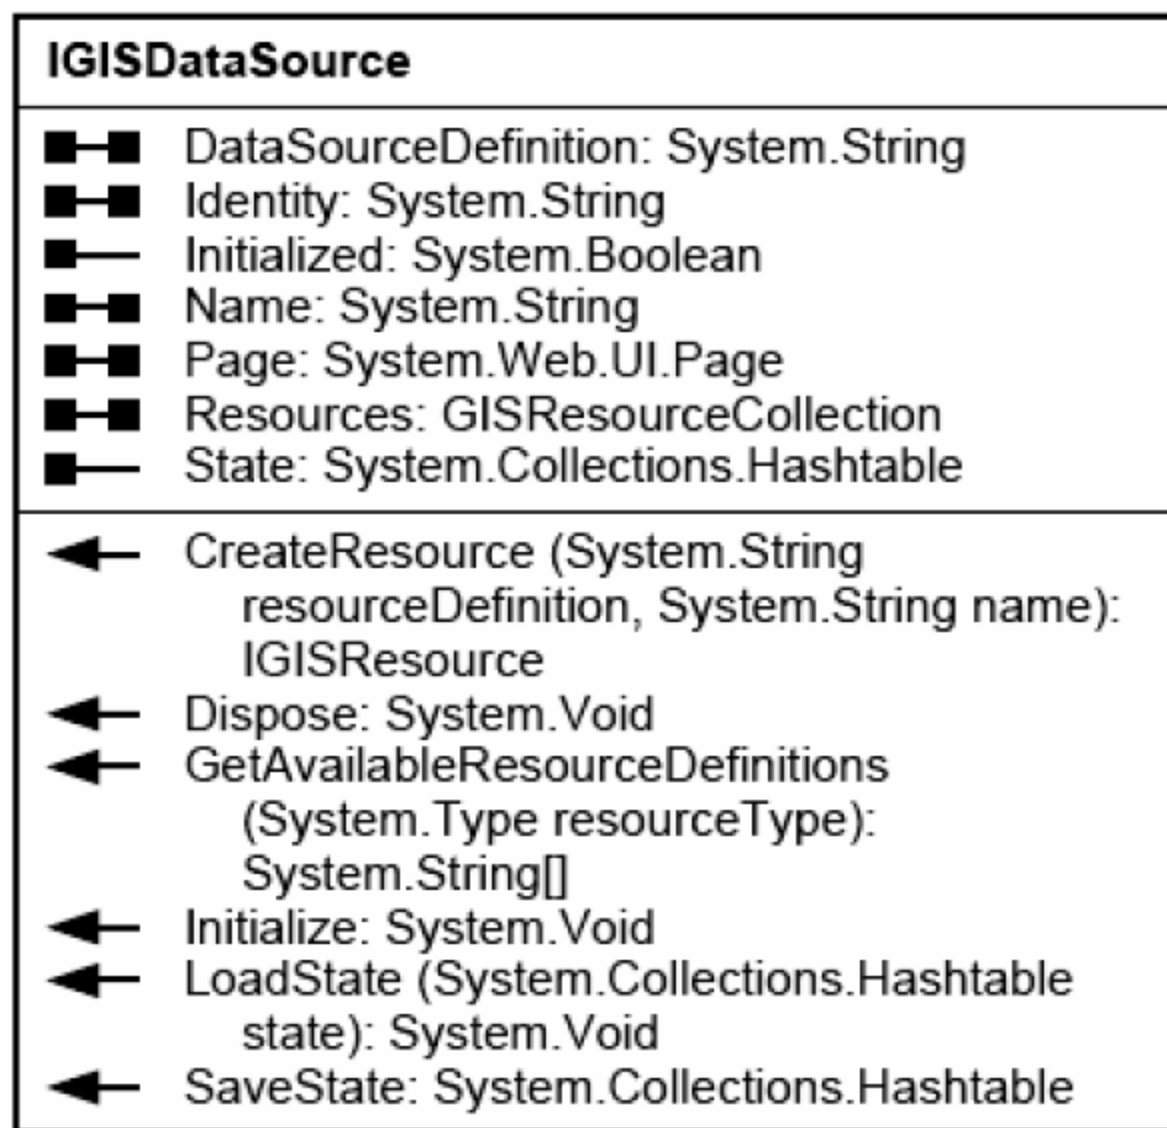 IGISDataSource
DataSourceDefinition: System.String
Identity: System.String
Initialized: System.Boolean
Name: System.String
Page: System.Web.UI.Page
Resources: GISResourceCollection
State: System.Collections.Hashtable
CreateResource (System.String
resourceDefinition, System.String name):
IGISResource
Dispose: System.Void
GetAvailableResourceDefinitions
(System.Type resourceType):
System.String[]
Initialize: System.Void
LoadState (System.Collections.Hashtable
state): System.Void
SaveState: System.Collections.Hashtable